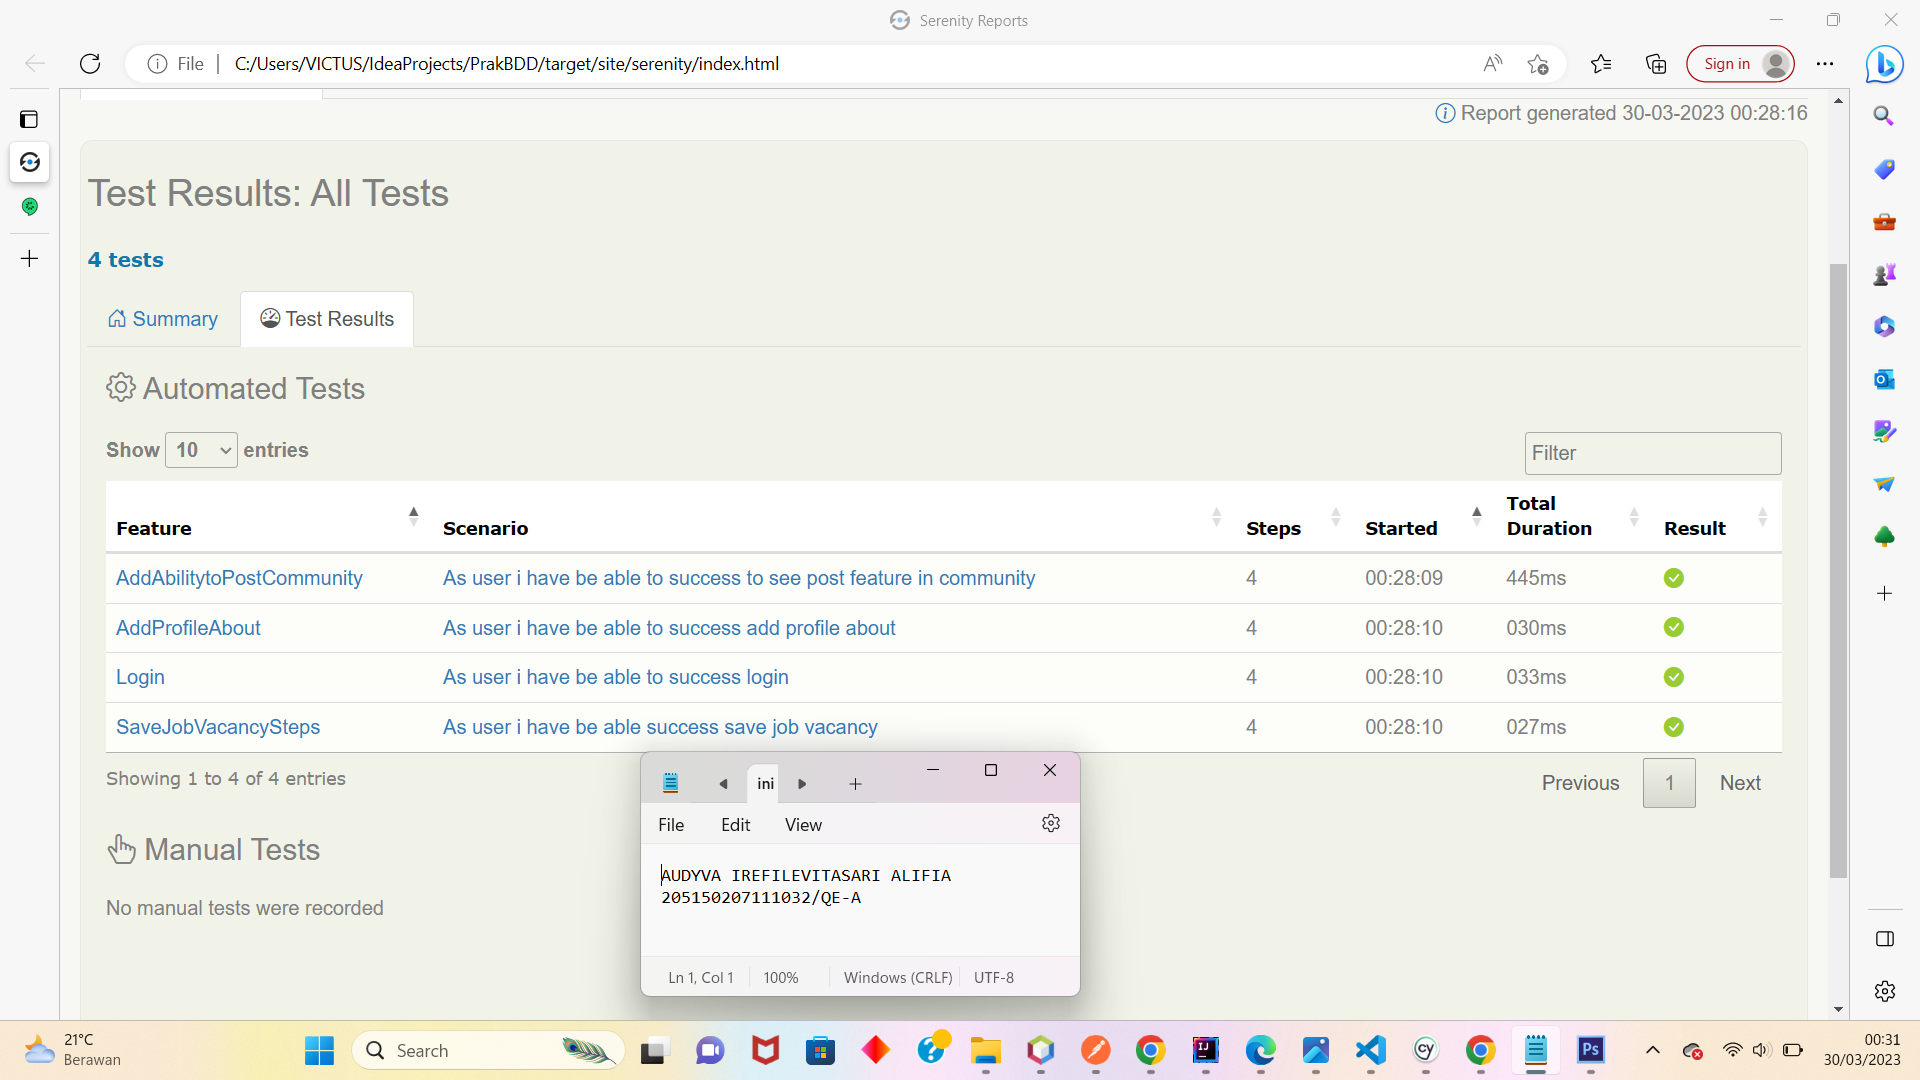 Serenity Reports
File | C:/Users/VICTUS/IdeaProjects/PrakBDD/target/site/serenity/index.html
Sign in
Report generated 30-03-2023 00:28:16
Test Results: All Tests
4 tests
Summary
Test Results
Automated Tests
Show 10 entries
Filter
Feature Scenario Steps Started Total Duration Result
AddAbilitytoPostCommunity As user i have be able to success to see post feature in community 4 00:28:09 445ms
AddProfileAbout As user i have be able to success add profile about 4 00:28:10 030ms
Login As user i have be able to success login 4 00:28:10 033ms
SaveJobVacancySteps As user i have be able success save job vacancy 4 00:28:10 027ms
Showing 1 to 4 of 4 entries
Previous 1 Next
Manual Tests
No manual tests were recorded
ini
File Edit View
AUDYVA IREFILEVITASARI ALIFIA
205150207111032/QE-A
Ln 1, Col 1 100% Windows (CRLF) UTF-8
21°C
Berawan
Search
IJ
cy
Ps
00:31
30/03/2023